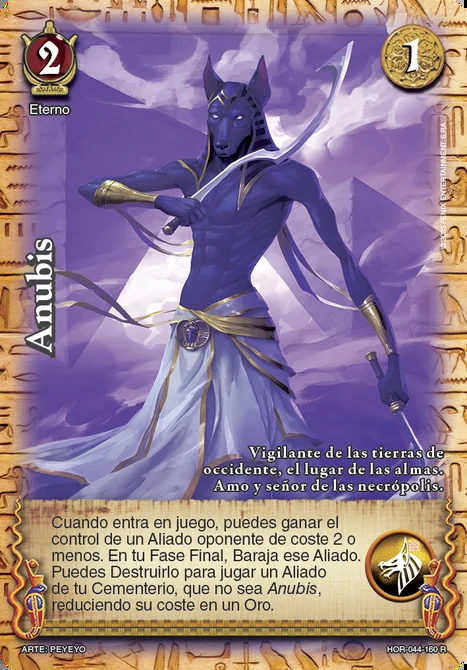 2
1
Eterno
Anubis
Vigilante de las tierras de
occidente, el lugar de las almas.
Amo y señor de las necrópolis.
Cuando entra en juego, puedes ganar el
control de un Aliado oponente de coste 2 o
menos. En tu Fase Final, Baraja ese Aliado.
Puedes Destruirlo para jugar un Aliado
de tu Cementerio, que no sea Anubis,
reduciendo su coste en un Oro.
ARTE: PEYEYO
HOR-044-160 R